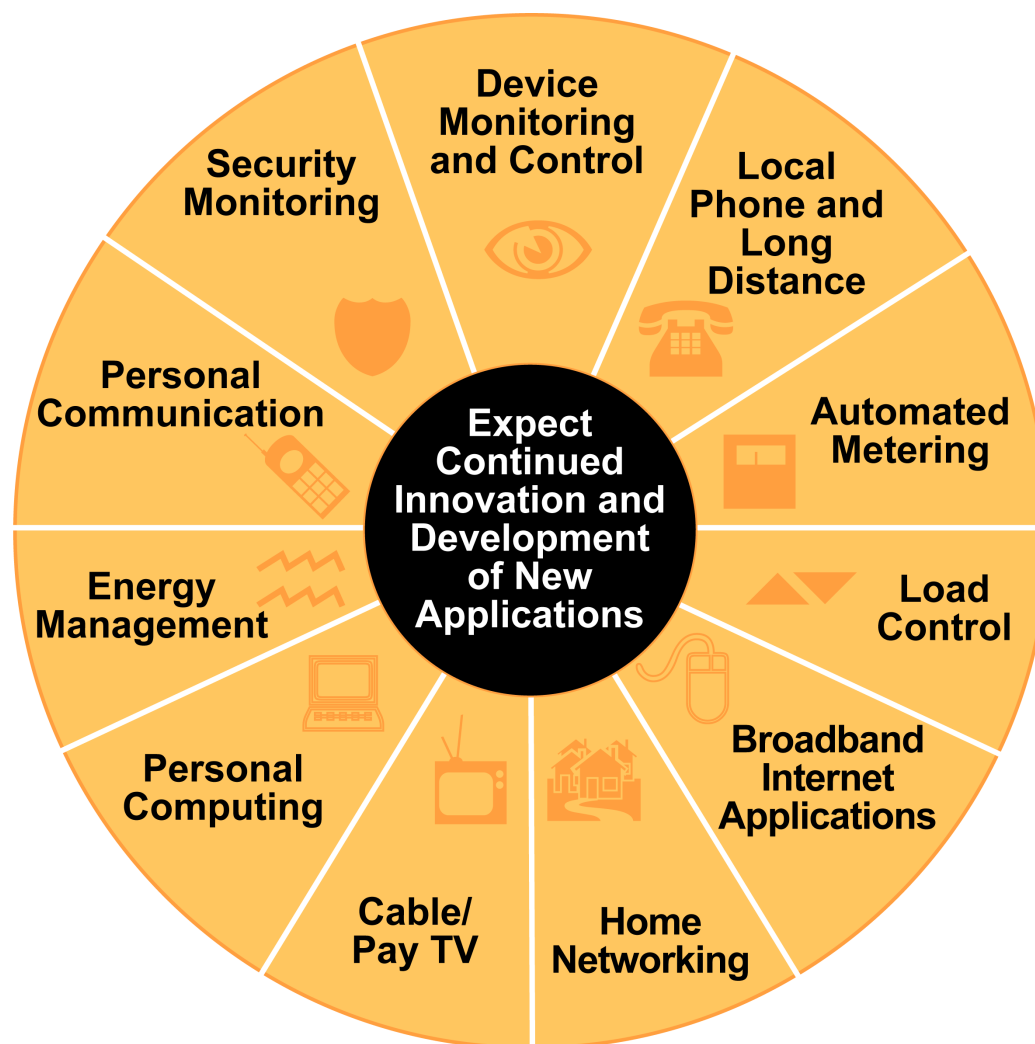 Device
Monitoring
and Control
Local
Phone and
Long
Distance
Automated
Metering
Load
Control
Broadband
Internet
Applications
Home
Networking
Cable/
Pay TV
Personal
Computing
Energy
Management
Personal
Communication
Security
Monitoring
Expect
Continued
Innovation and
Development
of New
Applications